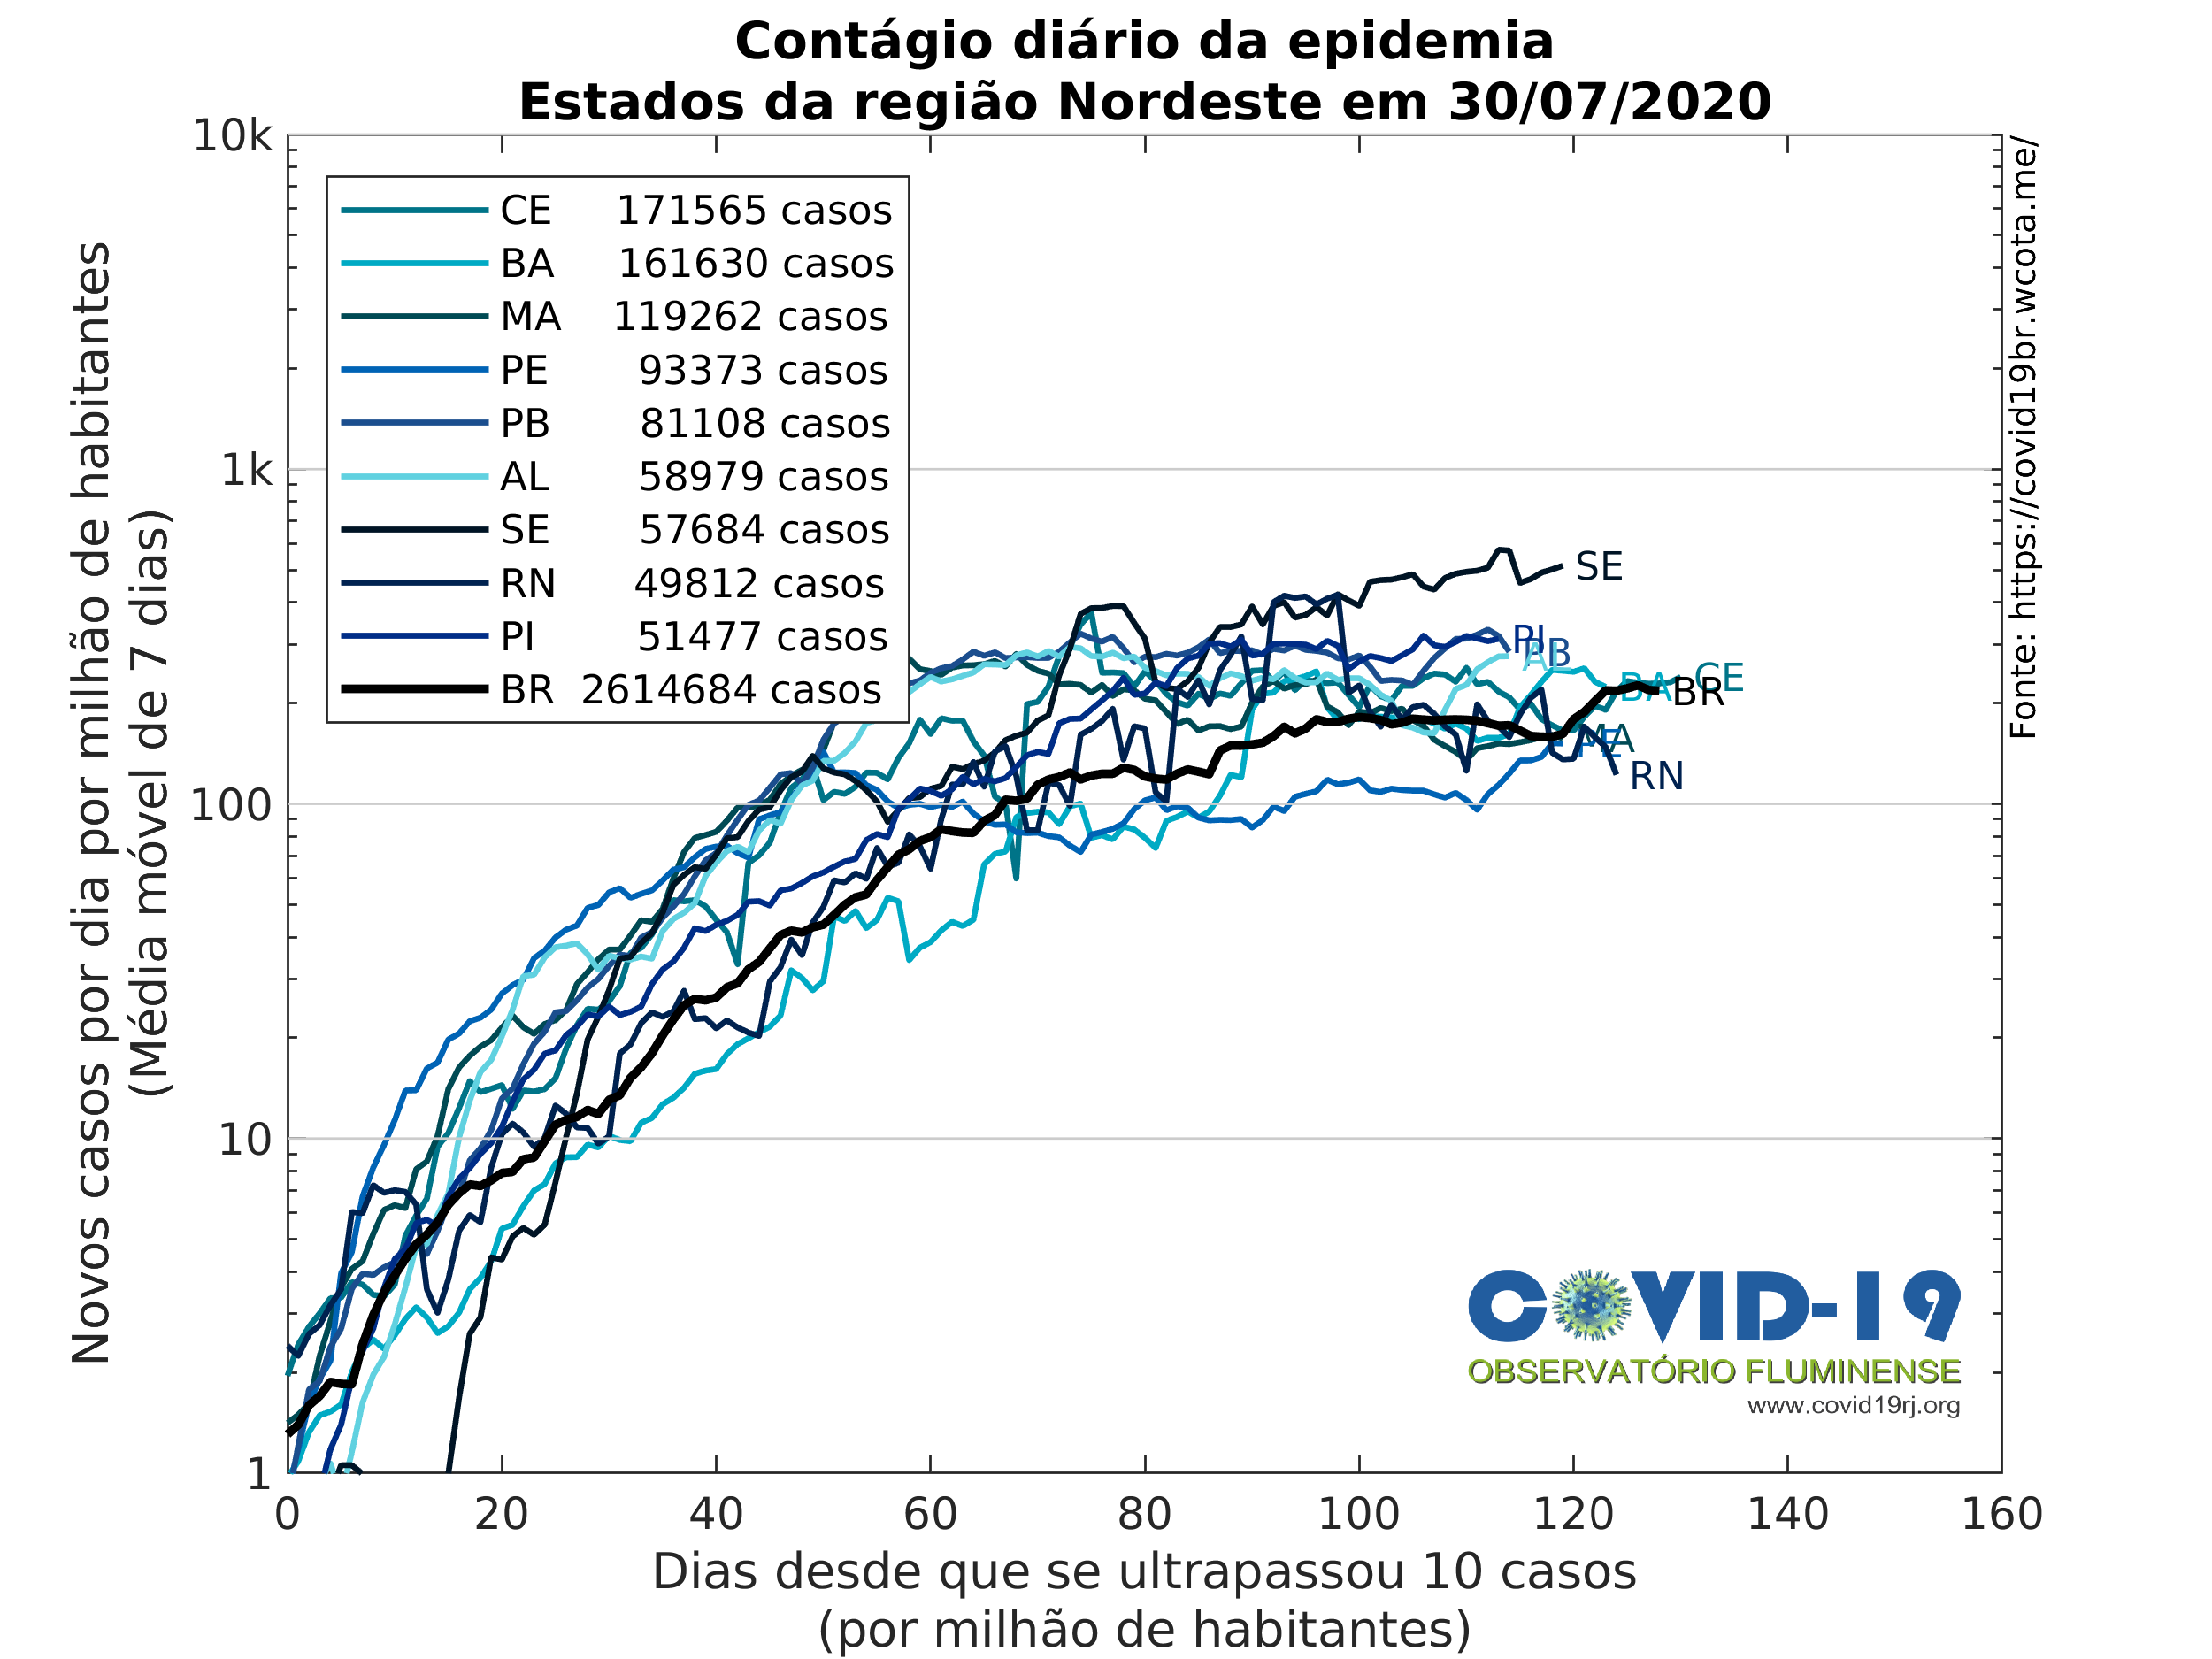 Contágio diário da epidemia
Estados da região Nordeste em 30/07/2020
10k
1k
100
10
1
Novos casos por dia por milhão de habitantes
(Média móvel de 7 dias)
CE 171565 casos
BA 161630 casos
MA 119262 casos
PE 93373 casos
PB 81108 casos
AL 58979 casos
SE 57684 casos
RN 49812 casos
PI 51477 casos
BR 2614684 casos
Fonte: https://covid19br.wcota.me/
SE
PI
PB
AL
CE
BA
BR
MA
PE
RN
COVID-19
OBSERVATÓRIO FLUMINENSE
www.covid19rj.org
0 20 40 60 80 100 120 140 160
Dias desde que se ultrapassou 10 casos
(por milhão de habitantes)